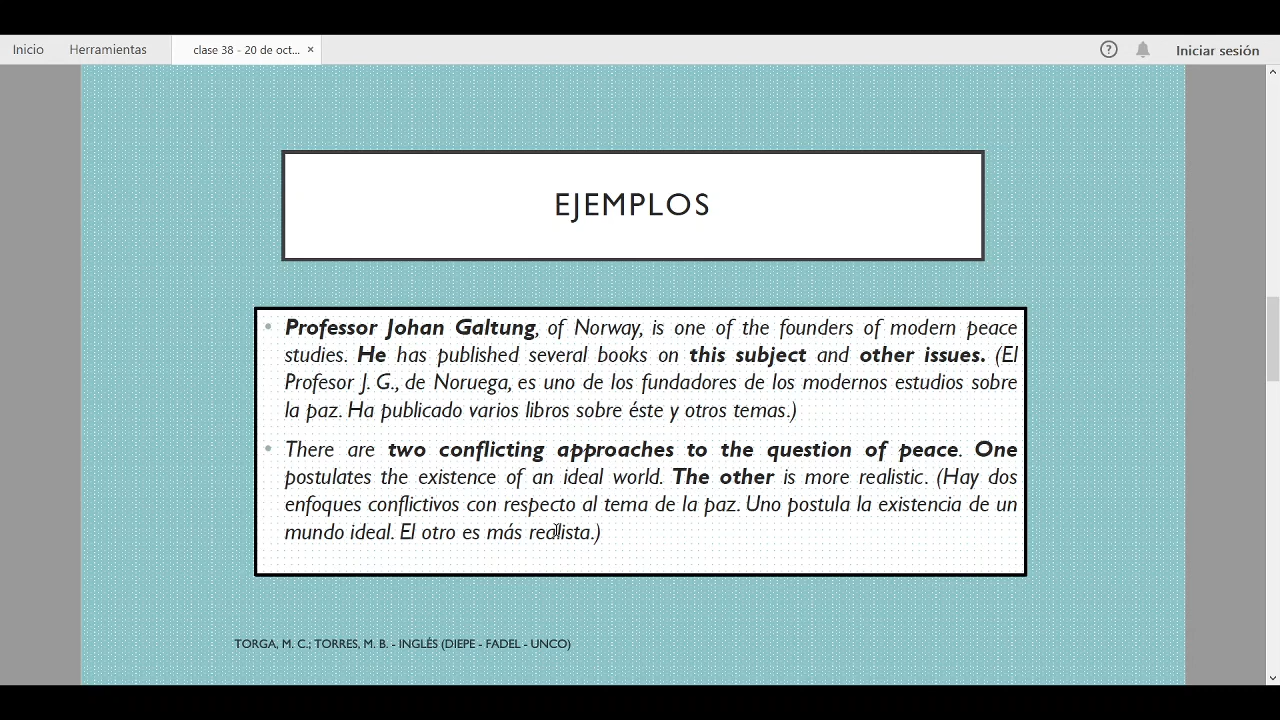 Inicio Herramientas clase 38 - 20 de oct... × ? Iniciar sesión
EJEMPLOS
• Professor Johan Galtung, of Norway, is one of the founders of modern peace
studies. He has published several books on this subject and other issues. (El
Profesor J. G., de Noruega, es uno de los fundadores de los modernos estudios sobre
la paz. Ha publicado varios libros sobre éste y otros temas.)
• There are two conflicting approaches to the question of peace. One
postulates the existence of an ideal world. The other is more realistic. (Hay dos
enfoques conflictivos con respecto al tema de la paz. Uno postula la existencia de un
mundo ideal. El otro es más realista.)
TORGA, M. C.; TORRES, M. B. - INGLÉS (DIEPE - FADEL - UNCO)